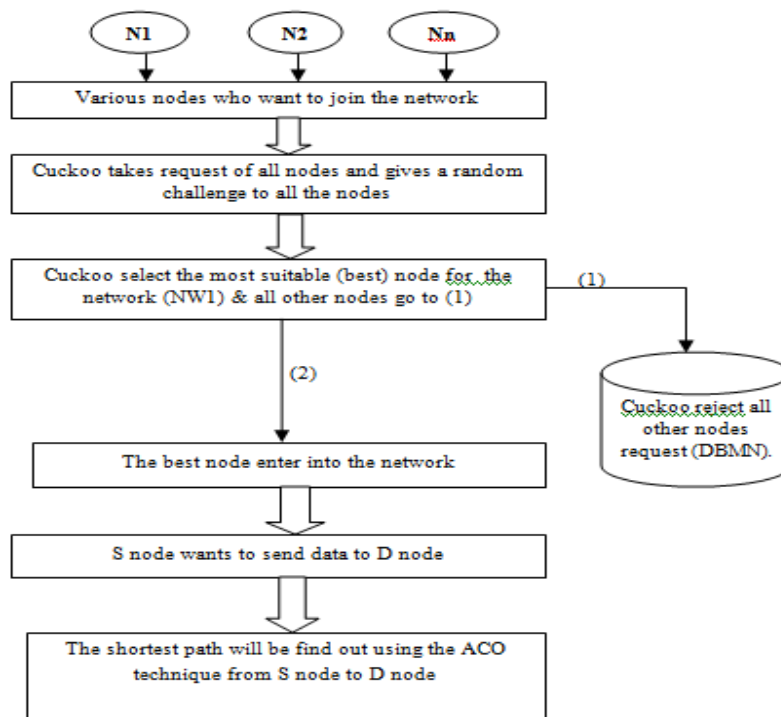 N1 N2 Nn
Various nodes who want to join the network
Cuckoo takes request of all nodes and gives a random
challenge to all the nodes
Cuckoo select the most suitable (best) node for the
network (NW1) & all other nodes go to (1)
(1)
(2)
Cuckoo reject all
other nodes
request (DBMN).
The best node enter into the network
S node wants to send data to D node
The shortest path will be find out using the ACO
technique from S node to D node